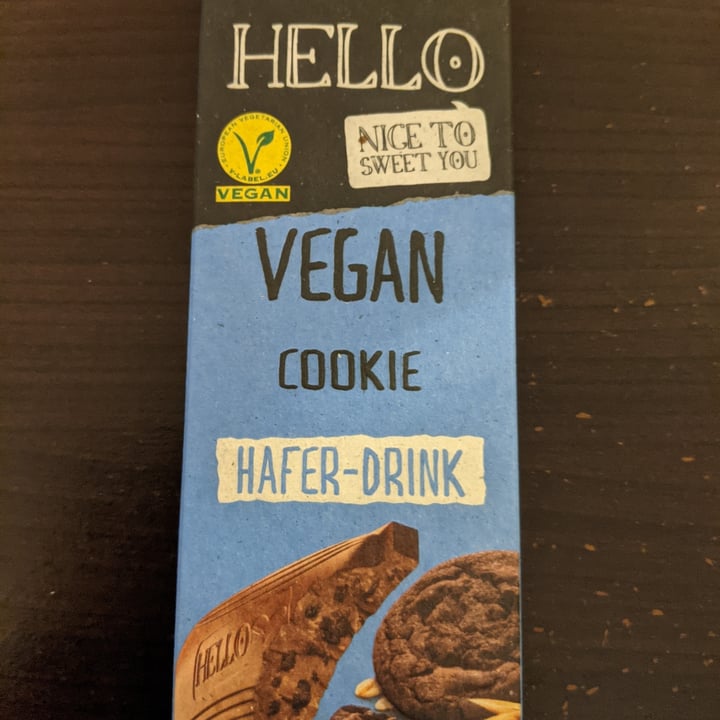 HELLO
EUROPEAN VEGETARIAN UNION
V-LABEL.EU
VEGAN
NICE TO
SWEET YOU
VEGAN
COOKIE
HAFER-DRINK
HELLO